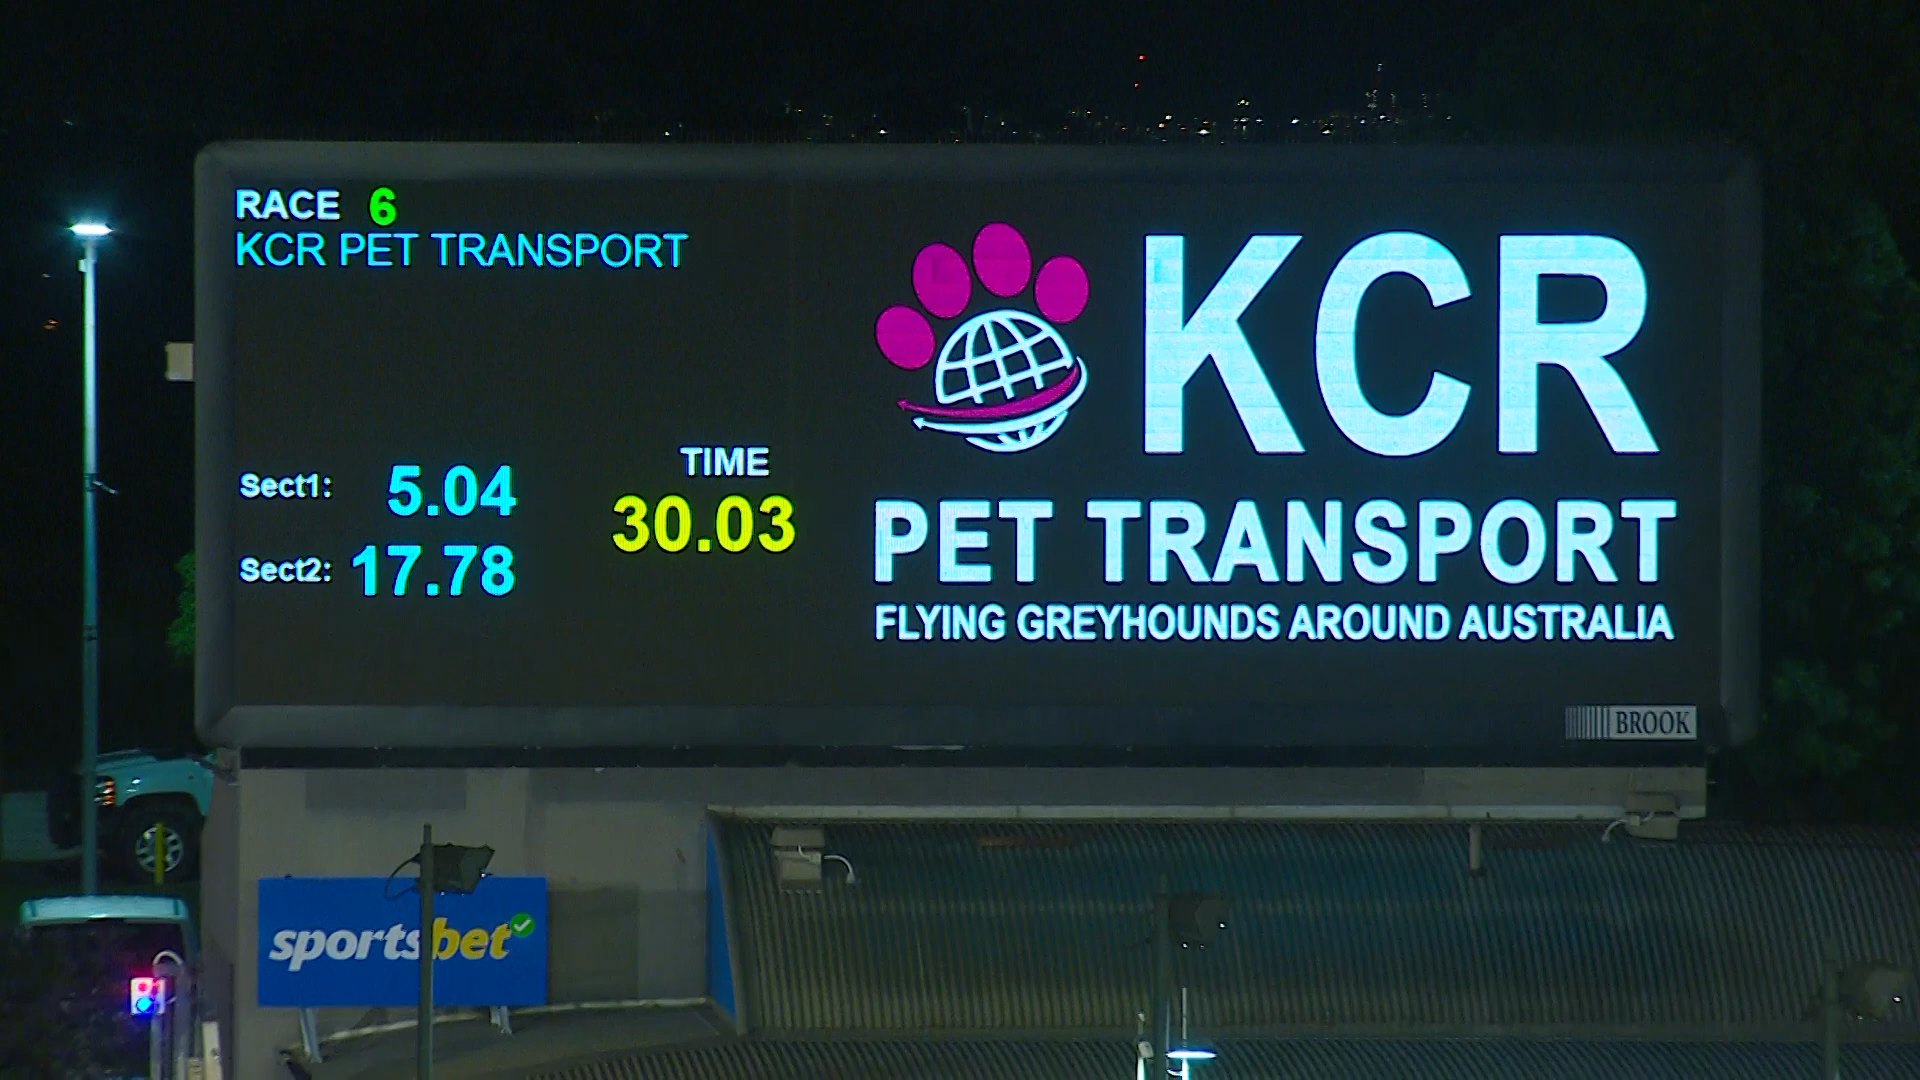 RACE 6
KCR PET TRANSPORT
Sect1: 5.04
Sect2: 17.78
TIME
30.03
KCR
PET TRANSPORT
FLYING GREYHOUNDS AROUND AUSTRALIA
BROOK
sportsbet